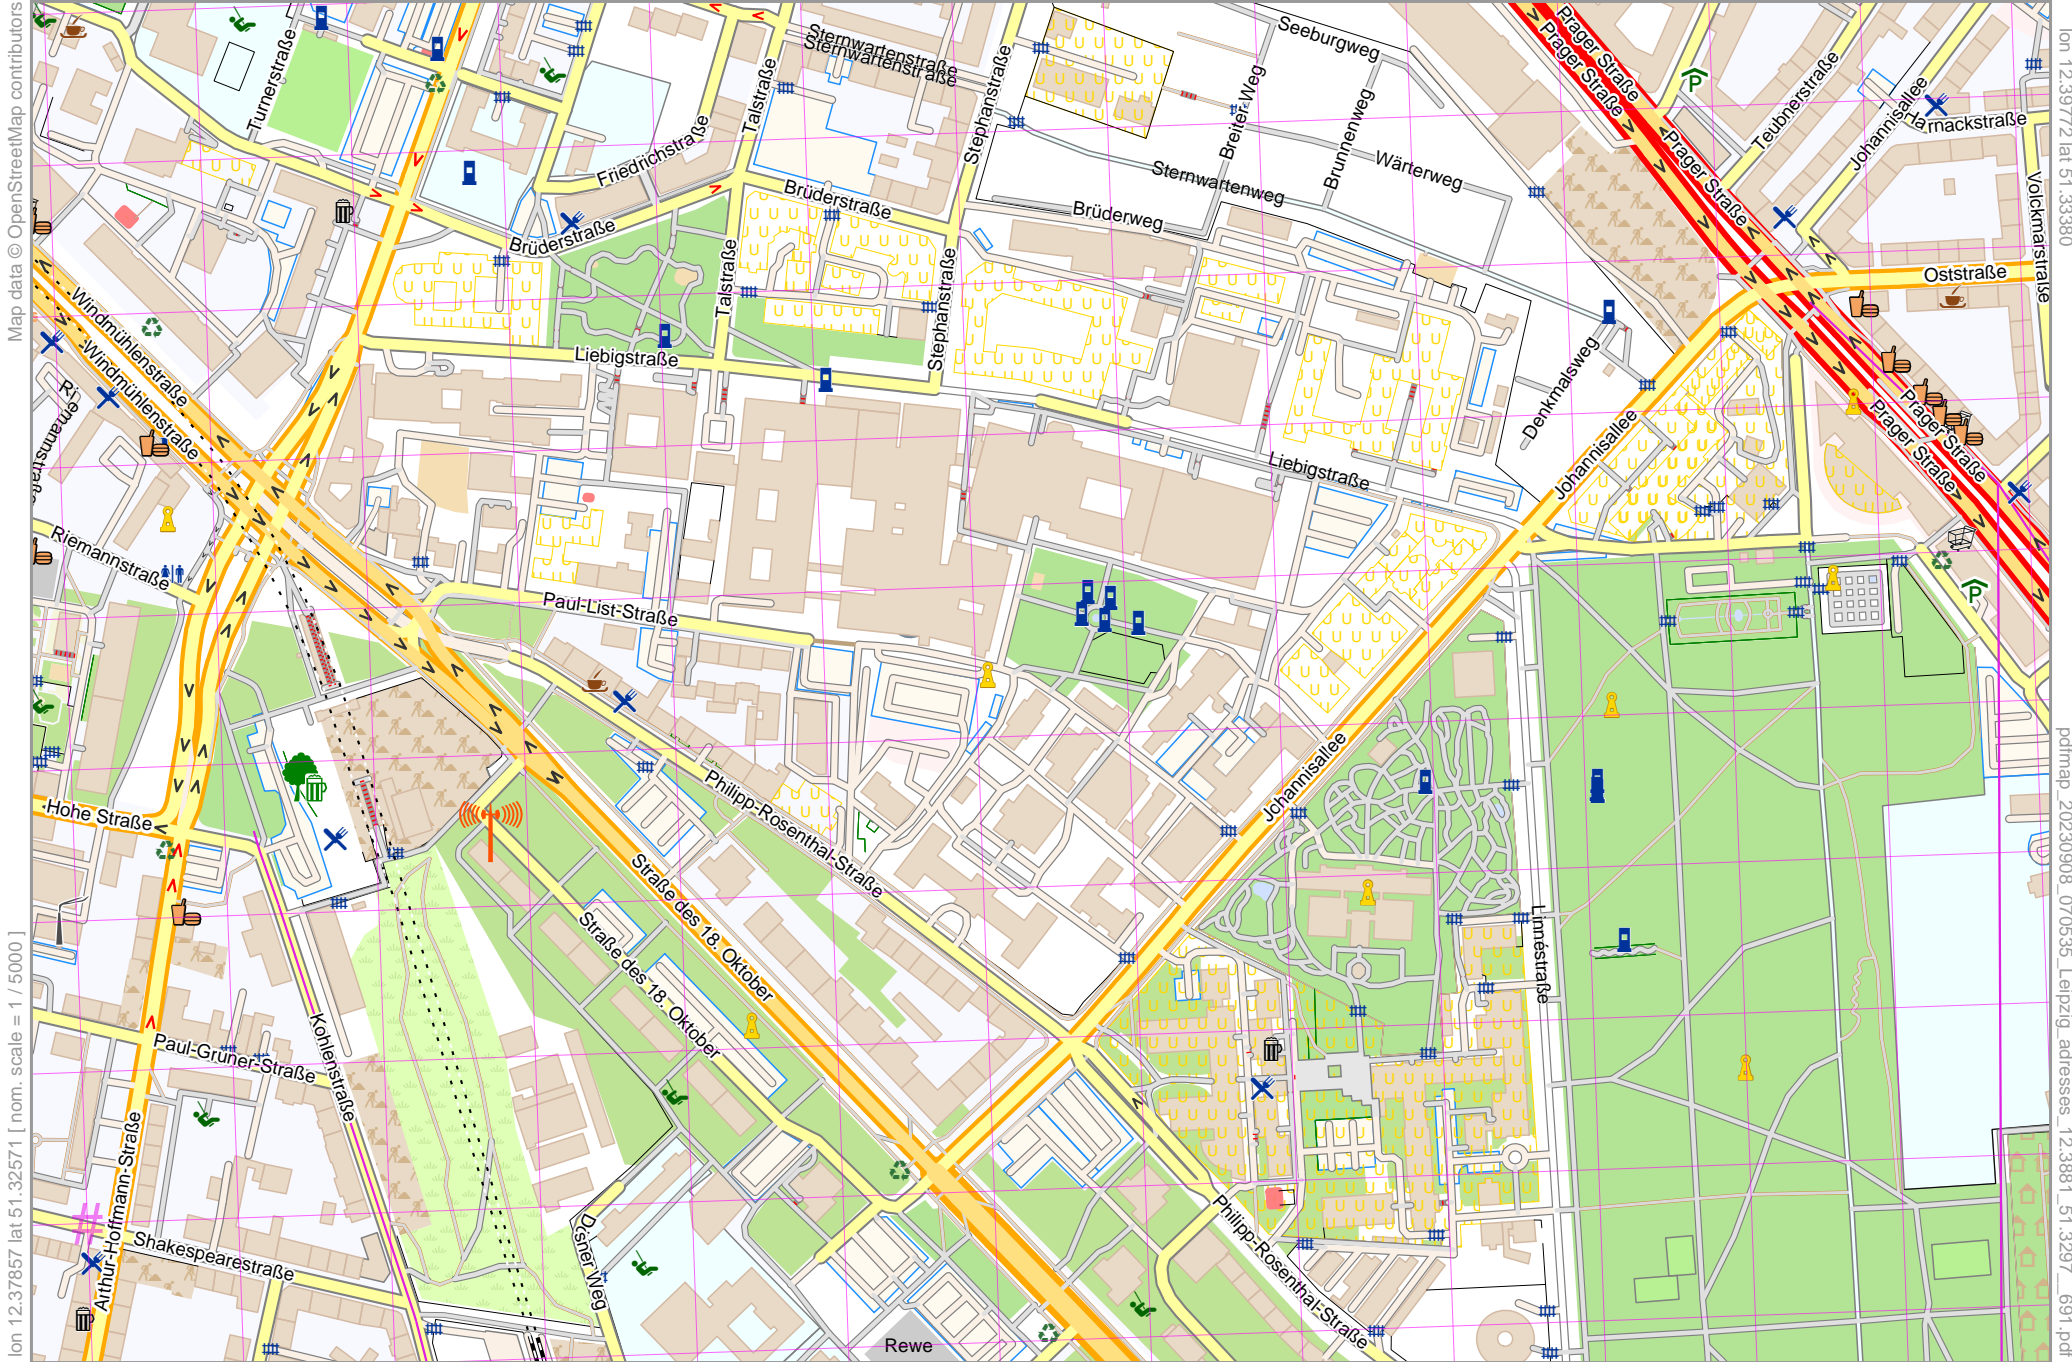 Map data © OpenStreetMap contributors
lon 12.37857 lat 51.32571 [ nom. scale = 1 / 5000 ]
lon 12.39772 lat 51.33380
pdfmap_20230908_070535_Leipzig_adresses_12.3881_51.3297_691.pdf
Turnerstraße
Sternwartenstraße
Sternwartenstraße
Talstraße
Stephanstraße
Seeburgweg
Breiter Weg
Brunnenweg
Prager Straße
Prager Straße
Prager Straße
Teubnerstraße
Johannisallee
Harnackstraße
Volckmarstraße
Friedrichstraße
Brüderstraße
Brüderstraße
Sternwartenweg
Wärterweg
Brüderweg
Talstraße
Stephanstraße
Oststraße
Windmühlenstraße
Windmühlenstraße
Liebigstraße
Denkmalsweg
Johannisallee
Prager Straße
Prager Straße
Riemannstraße
Liebigstraße
Riemannstraße
Paul-List-Straße
Johannisallee
Philipp-Rosenthal-Straße
Hohe Straße
Straße des 18. Oktober
Straße des 18. Oktober
Linnéstraße
Kohlenstraße
Paul-Gruner-Straße
Arthur-Hoffmann-Straße
Shakespearestraße
Dösner Weg
Philipp-Rosenthal-Straße
Rewe